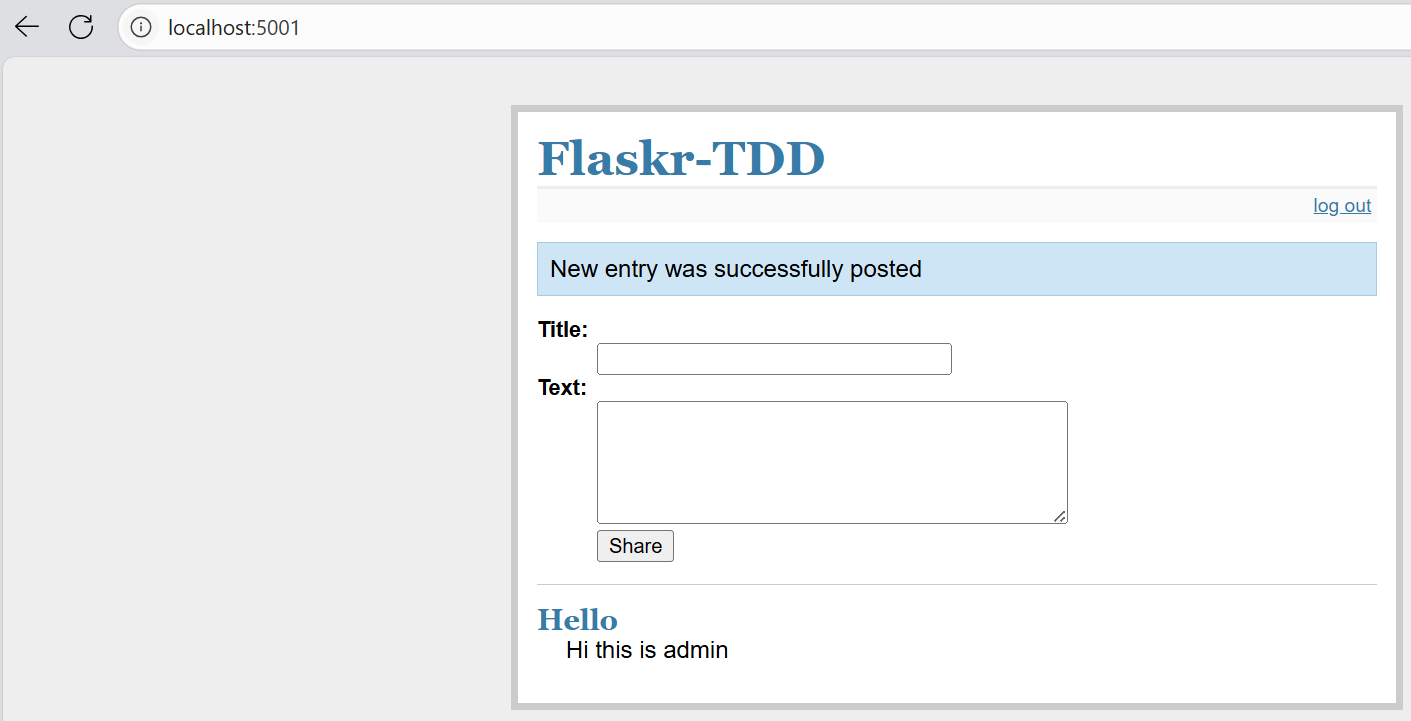 localhost:5001
Flaskr-TDD
log out
New entry was successfully posted
Title:
Text:
Share
Hello
Hi this is admin